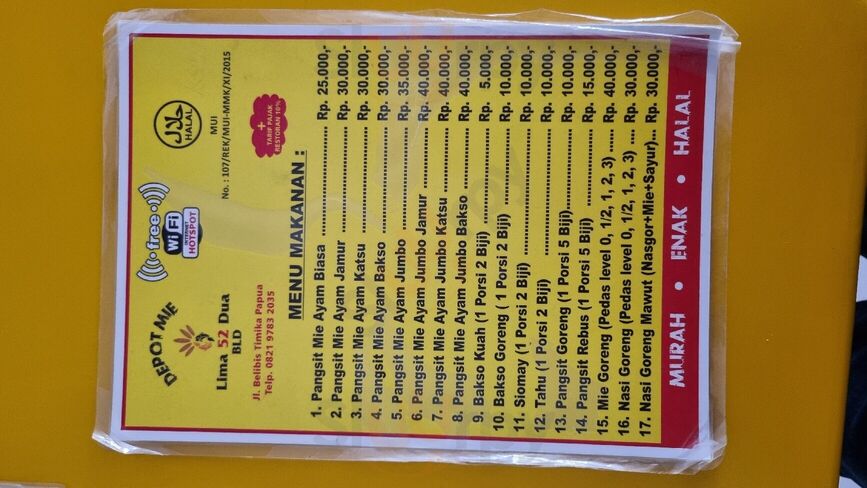 DEPOT MIE
Lima 52 Dua
BLD
Jl. Belibis Timika Papua
Telp. 0821 9783 2035
free
Wi Fi
INTERNET
HOTSPOT
حلال
HALAL
MUI
No. : 107/REK/MUI-MMK/XI/2015
+
TARIF PAJAK
RESTORAN 10%
MENU MAKANAN :
1. Pangsit Mie Ayam Biasa ........ Rp. 25.000,-
2. Pangsit Mie Ayam Jamur ........ Rp. 30.000,-
3. Pangsit Mie Ayam Katsu ........ Rp. 30.000,-
4. Pangsit Mie Ayam Bakso ........ Rp. 30.000,-
5. Pangsit Mie Ayam Jumbo ........ Rp. 35.000,-
6. Pangsit Mie Ayam Jumbo Jamur ........ Rp. 40.000,-
7. Pangsit Mie Ayam Jumbo Katsu ........ Rp. 40.000,-
8. Pangsit Mie Ayam Jumbo Bakso ........ Rp. 40.000,-
9. Bakso Kuah (1 Porsi 2 Biji) ........ Rp. 5.000,-
10. Bakso Goreng ( 1 Porsi 2 Biji) ........ Rp. 10.000,-
11. Siomay (1 Porsi 2 Biji) ........ Rp. 10.000,-
12. Tahu (1 Porsi 2 Biji) ........ Rp. 10.000,-
13. Pangsit Goreng (1 Porsi 5 Biji)........ Rp. 10.000,-
14. Pangsit Rebus (1 Porsi 5 Biji) ........ Rp. 15.000,-
15. Mie Goreng (Pedas level 0, 1/2, 1, 2, 3) ...... Rp. 40.000,-
16. Nasi Goreng (Pedas level 0, 1/2, 1, 2, 3) .... Rp. 30.000,-
17. Nasi Goreng Mawut (Nasgor+Mie+Sayur)... Rp. 30.000,-
MURAH • ENAK • HALAL